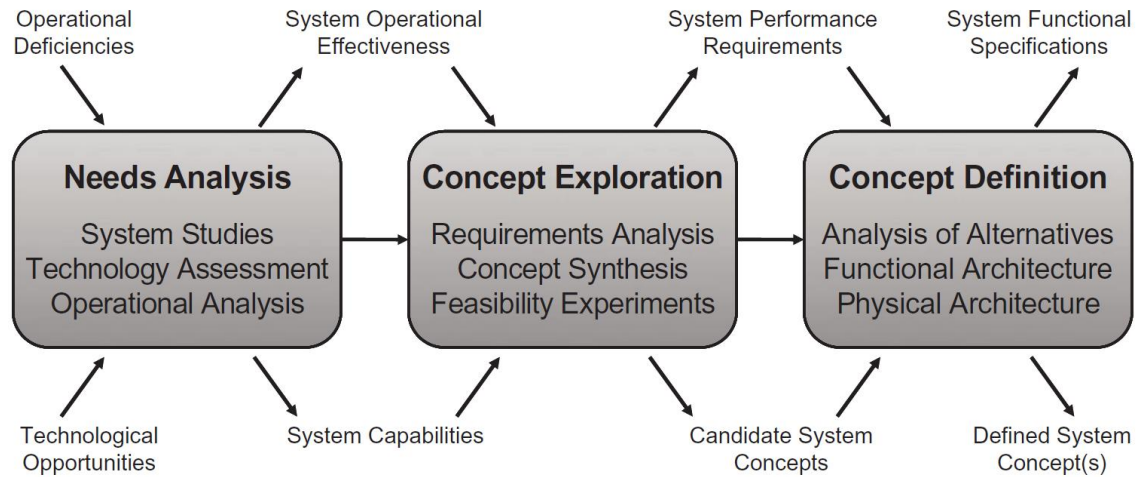 Operational
Deficiencies
System Operational
Effectiveness
System Performance
Requirements
System Functional
Specifications
Needs Analysis
System Studies
Technology Assessment
Operational Analysis
Concept Exploration
Requirements Analysis
Concept Synthesis
Feasibility Experiments
Concept Definition
Analysis of Alternatives
Functional Architecture
Physical Architecture
Technological
Opportunities
System Capabilities
Candidate System
Concepts
Defined System
Concept(s)